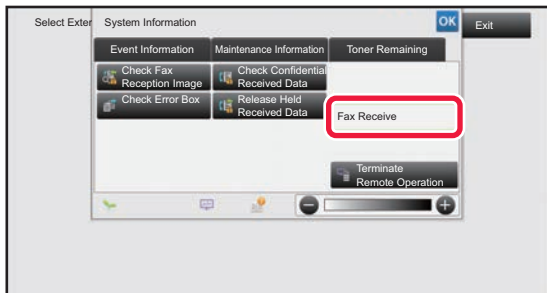 Select Exter
System Information
OK
Exit
Event Information
Maintenance Information
Toner Remaining
Check Fax
Reception Image
Check Confidential
Received Data
Check Error Box
Release Held
Received Data
Fax Receive
Terminate
Remote Operation